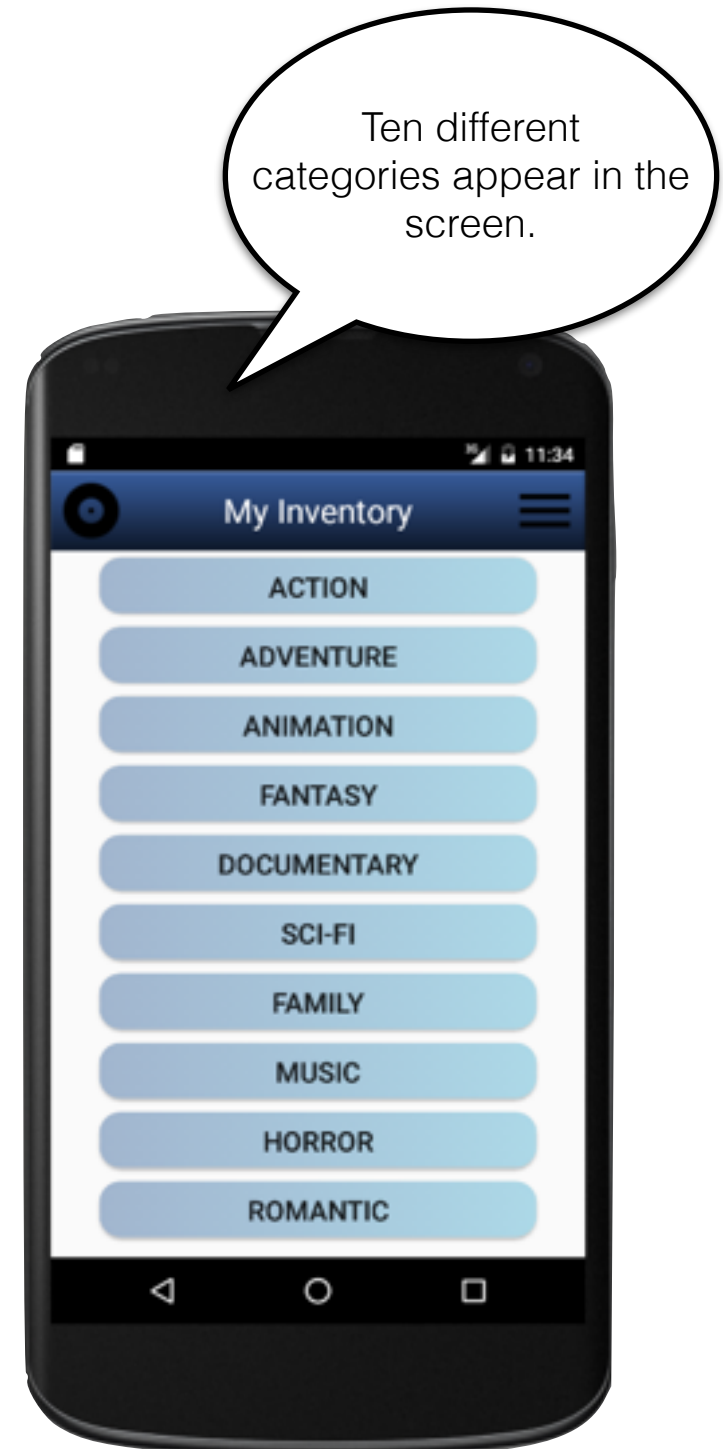 Ten different
categories appear in the
screen.
11:34
My Inventory
ACTION
ADVENTURE
ANIMATION
FANTASY
DOCUMENTARY
SCI-FI
FAMILY
MUSIC
HORROR
ROMANTIC